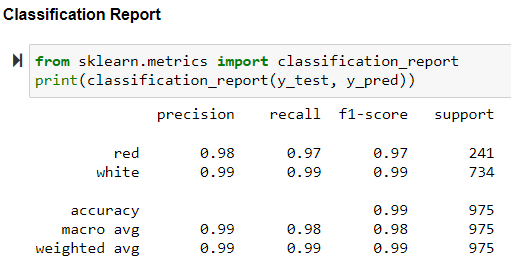 Classification Report
from sklearn.metrics import classification_report
print(classification_report(y_test, y_pred))
precision recall f1-score support
red 0.98 0.97 0.97 241
white 0.99 0.99 0.99 734
accuracy 0.99 975
macro avg 0.99 0.98 0.98 975
weighted avg 0.99 0.99 0.99 975